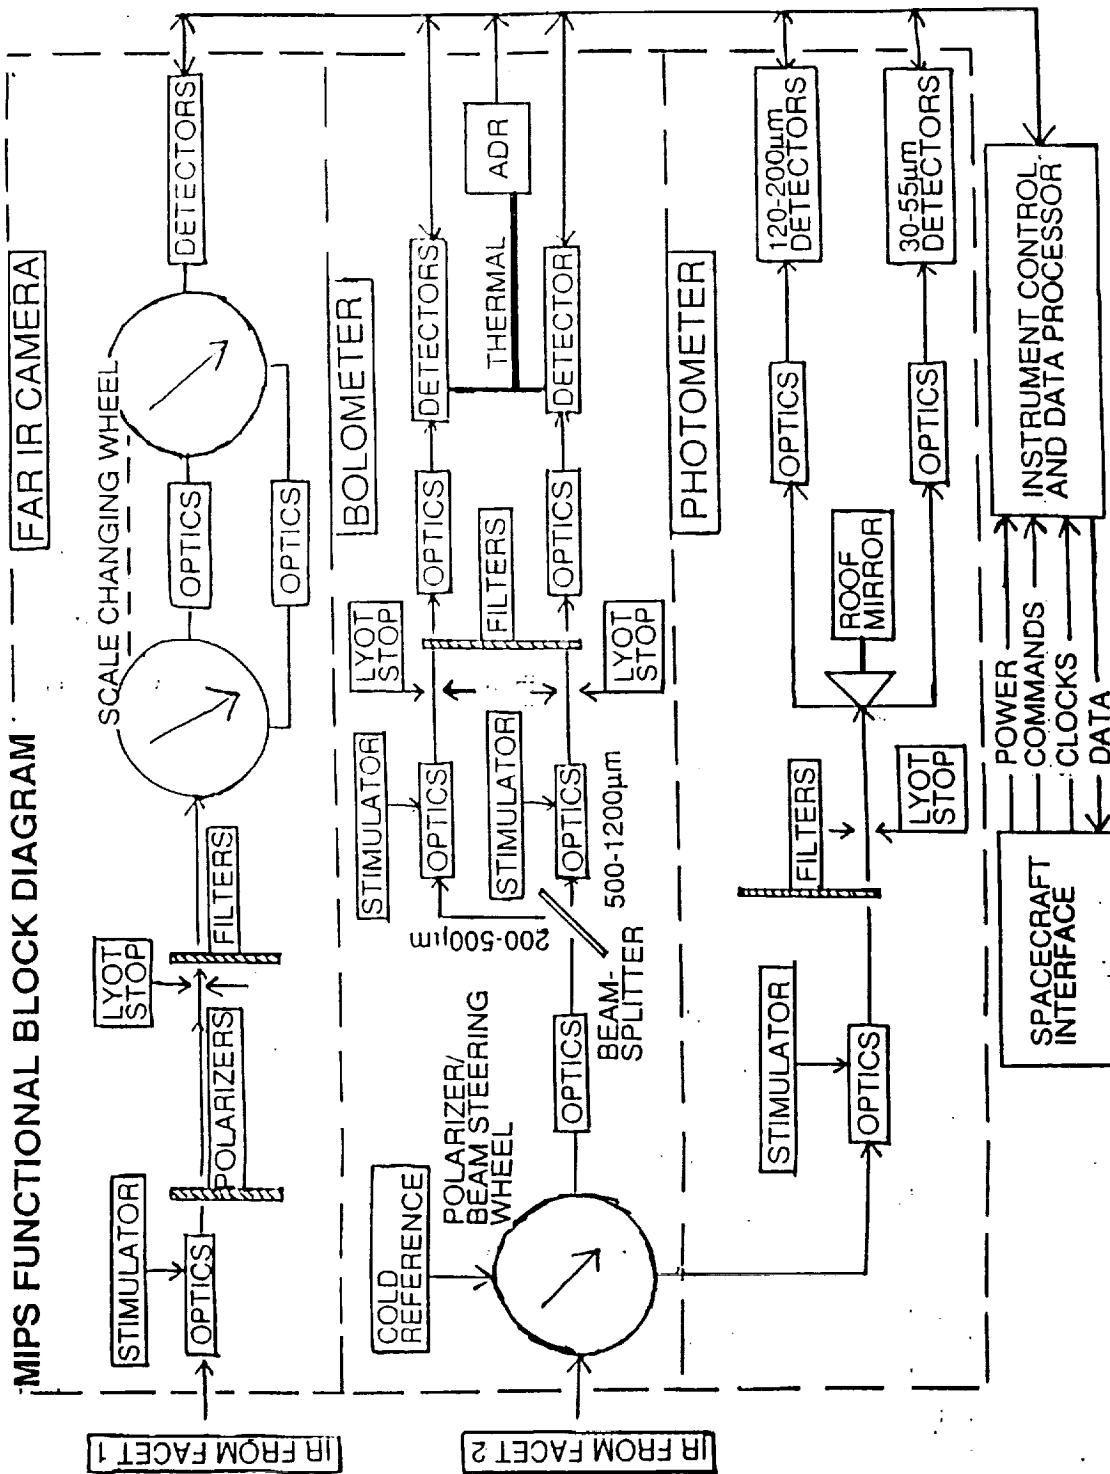 MIPS FUNCTIONAL BLOCK DIAGRAM
FAR IR CAMERA
IR FROM FACET 1
STIMULATOR
OPTICS
POLARIZERS
LYOT
STOP
FILTERS
SCALE CHANGING WHEEL
OPTICS
OPTICS
DETECTORS
BOLOMETER
IR FROM FACET 2
COLD
REFERENCE
POLARIZER/
BEAM STEERING
WHEEL
OPTICS
BEAM-
SPLITTER
200-500µm
500-1200µm
STIMULATOR
OPTICS
STIMULATOR
OPTICS
LYOT
STOP
LYOT
STOP
FILTERS
OPTICS
OPTICS
DETECTORS
DETECTOR
THERMAL
ADR
PHOTOMETER
STIMULATOR
OPTICS
FILTERS
LYOT
STOP
ROOF
MIRROR
OPTICS
OPTICS
120-200µm
DETECTORS
30-55µm
DETECTORS
SPACECRAFT
INTERFACE
POWER
COMMANDS
CLOCKS
DATA
INSTRUMENT CONTROL
AND DATA PROCESSOR